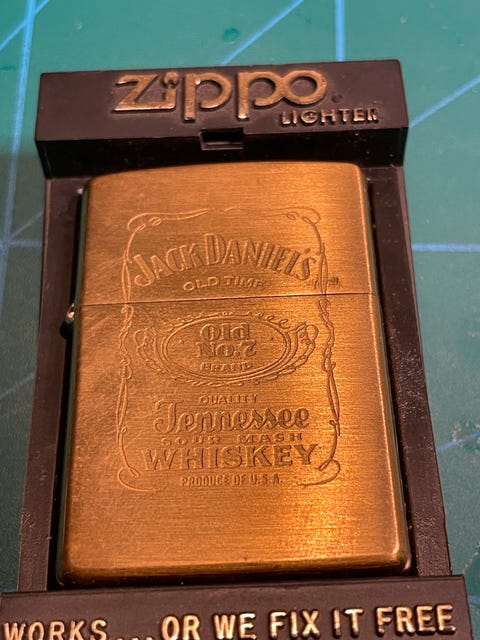 Zippo
LIGHTER
JACK DANIEL'S
OLD TIME
Old
No.7
BRAND
QUALITY
Tennessee
SOUR MASH
WHISKEY
PRODUCE OF U.S.A.
WORKS...OR WE FIX IT FREE